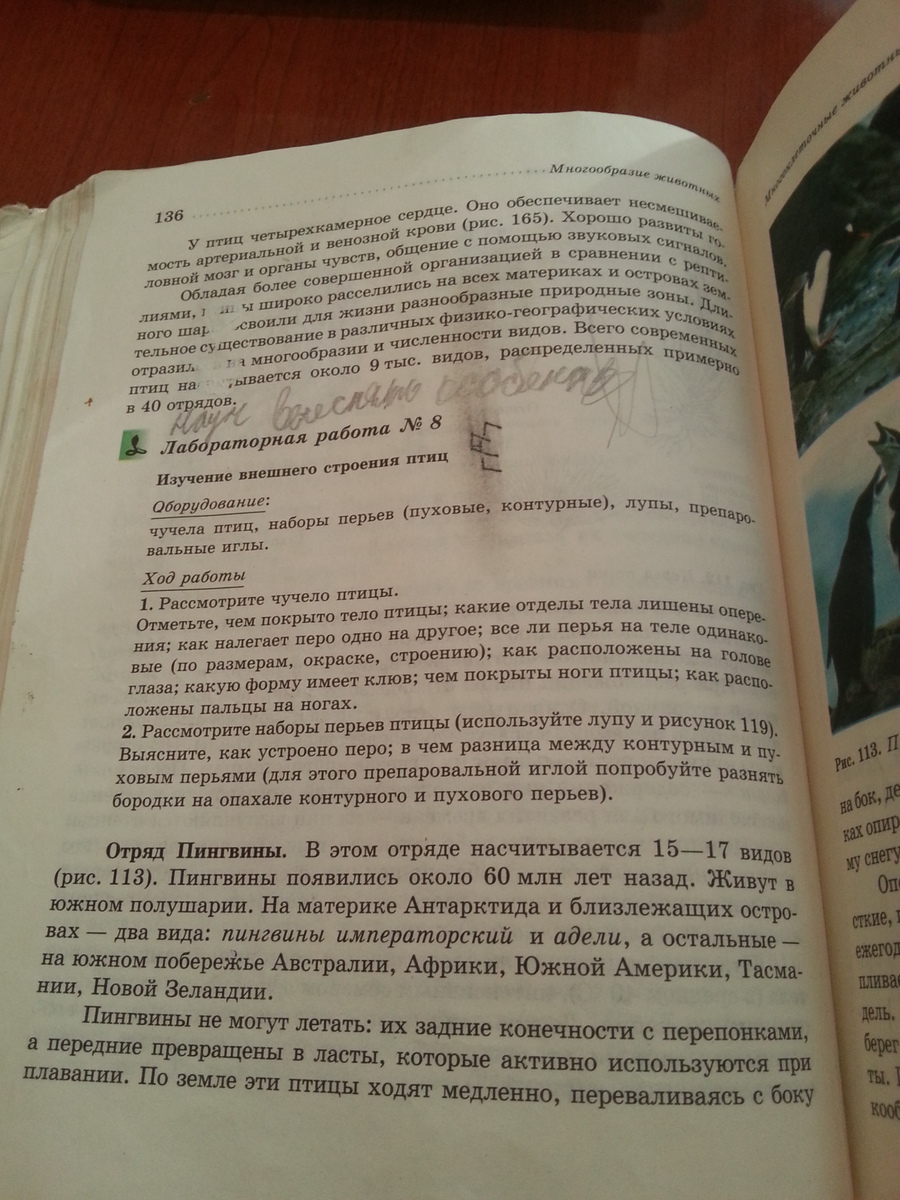 136 Многообразие животных
У птиц четырехкамерное сердце. Оно обеспечивает несмешивае-
мость артериальной и венозной крови (рис. 165). Хорошо развиты го-
ловной мозг и органы чувств, общение с помощью звуковых сигналов.
Обладая более совершенной организацией в сравнении с репти-
лиями, широко расселились на всех материках и островах зем-
ного для жизни разнообразные природные зоны. Дли-
тельное существование в различных физико-географических условиях
многообразии и численности видов. Всего современных
птиц около 9 тыс. видов, распределенных примерно
в 40 отрядов.
Лабораторная работа № 8
Изучение внешнего строения птиц
Оборудование:
чучела птиц, наборы перьев (пуховые, контурные), лупы, препаро-
вальные иглы.
Ход работы
1. Рассмотрите чучело птицы.
Отметьте, чем покрыто тело птицы; какие отделы тела лишены опере-
ния; как налегает перо одно на другое; все ли перья на теле одинако-
вые (по размерам, окраске, строению); как расположены на голове
глаза; какую форму имеет клюв; чем покрыты ноги птицы; как распо-
ложены пальцы на ногах.
2. Рассмотрите наборы перьев птицы (используйте лупу и рисунок 119).
Выясните, как устроено перо; в чем разница между контурным и пу-
ховым перьями (для этого препаровальной иглой попробуйте разнять
бородки на опахале контурного и пухового перьев).
Отряд Пингвины. В этом отряде насчитывается 15—17 видов
(рис. 113). Пингвины появились около 60 млн лет назад. Живут в
южном полушарии. На материке Антарктида и близлежащих остро-
вах — два вида: пингвины императорский и адели, а остальные —
на южном побережье Австралии, Африки, Южной Америки, Тасма-
нии, Новой Зеландии.
Пингвины не могут летать: их задние конечности с перепонками,
а передние превращены в ласты, которые активно используются при
плавании. По земле эти птицы ходят медленно, переваливаясь с боку
Многоклеточные животные
Рис. 113. П
на бок, де
ках опир
му снегу
Оп
сткие,
ежегод
плива
дель.
берег
ты.
кооб